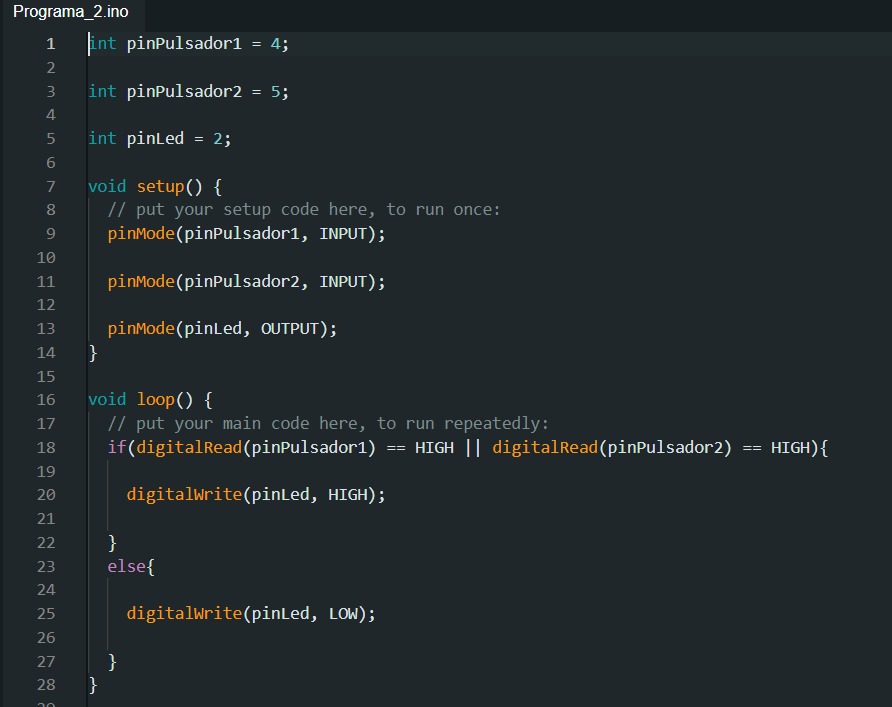 Programa_2.ino
1 int pinPulsador1 = 4;
2
3 int pinPulsador2 = 5;
4
5 int pinLed = 2;
6
7 void setup() {
8 // put your setup code here, to run once:
9 pinMode(pinPulsador1, INPUT);
10
11 pinMode(pinPulsador2, INPUT);
12
13 pinMode(pinLed, OUTPUT);
14 }
15
16 void loop() {
17 // put your main code here, to run repeatedly:
18 if(digitalRead(pinPulsador1) == HIGH || digitalRead(pinPulsador2) == HIGH){
19
20 digitalWrite(pinLed, HIGH);
21
22 }
23 else{
24
25 digitalWrite(pinLed, LOW);
26
27 }
28 }
29